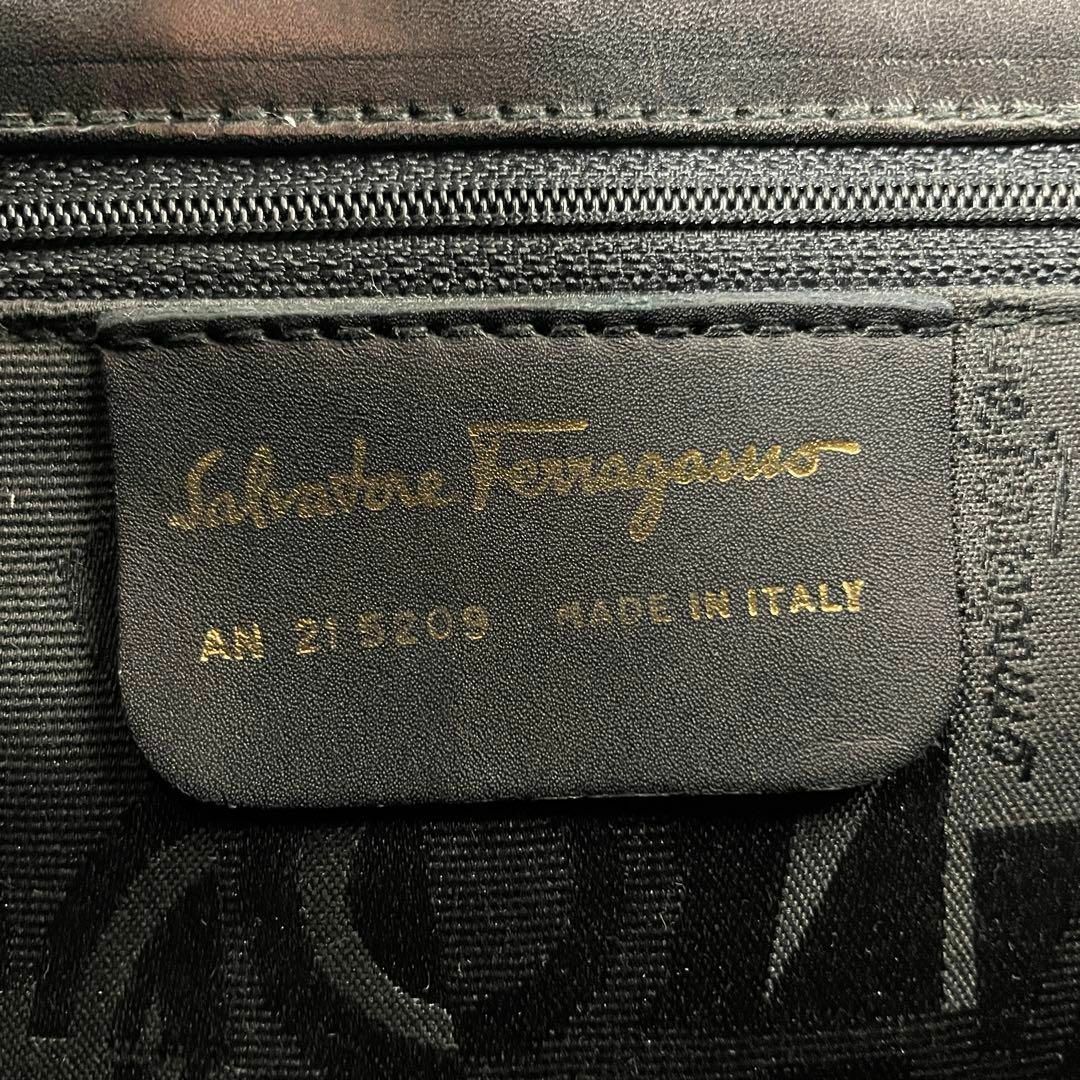 Salvatore Ferragamo
AN 21 5209 MADE IN ITALY